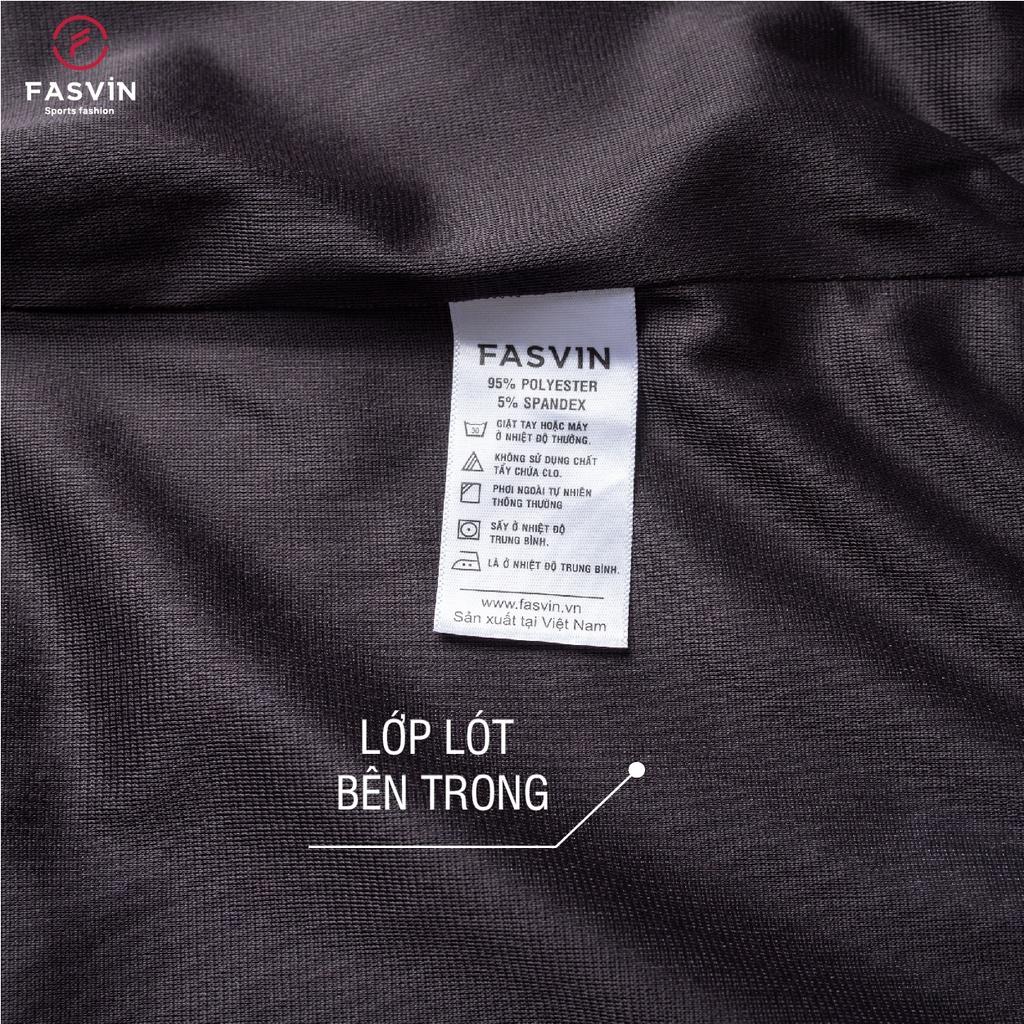 FASViN
Sports fashion
FASVIN
95% POLYESTER
5% SPANDEX
30
GIẶT TAY HOẶC MÁY
Ở NHIỆT ĐỘ THƯỜNG.
KHÔNG SỬ DỤNG CHẤT
TẨY CHỨA CLO.
PHƠI NGOÀI TỰ NHIÊN
THÔNG THƯỜNG
SẤY Ở NHIỆT ĐỘ
TRUNG BÌNH.
LÀ Ở NHIỆT ĐỘ TRUNG BÌNH.
www.fasvin.vn
Sản xuất tại Việt Nam
LỚP LÓT
BÊN TRONG